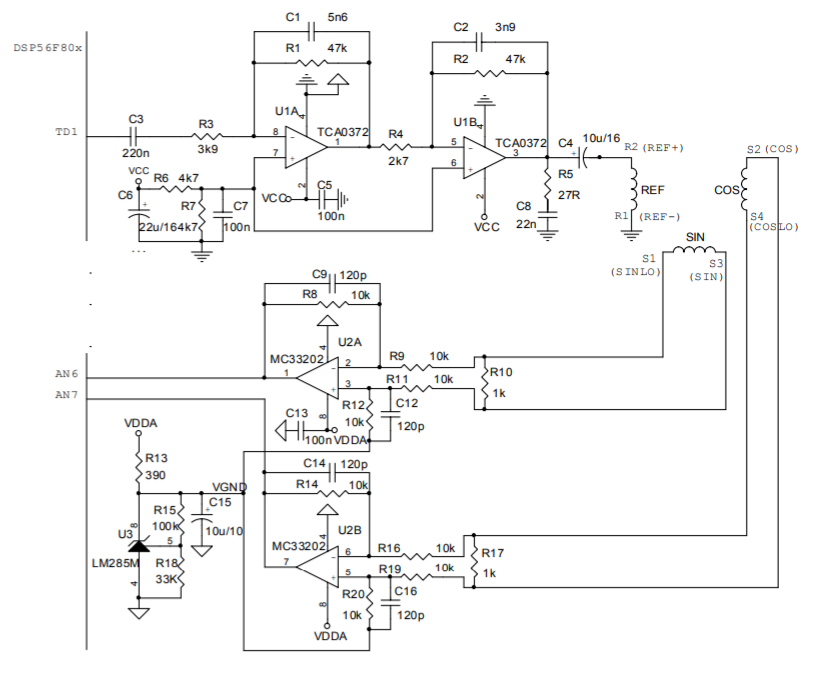 C1 5n6
R1 47k
C2 3n9
R2 47k
DSP56F80x
U1A
4
TCA0372
U1B
4
TCA0372
C4 10u/16
TD1
C3
220n
R3
3k9
8
-
7
+
1
R4
2k7
5
-
6
+
3
+
R2 (REF+)
S2 (COS)
VCC
R6 4k7
2
VCC
C5
100n
R5
27R
REF
COS
C6
+
22u/16
R7
4k7
C7
100n
2
VCC
C8
22n
R1 (REF-)
S4
(COSLO)
...
SIN
S1
(SINLO)
S3
(SIN)
C9 120p
R8 10k
4
U2A
MC33202
AN6
1
-
2
+
3
R9 10k
R11 10k
R10
1k
AN7
R12
10k
C12
120p
8
C13
100n
VDDA
VDDA
R13
390
C14 120p
R14 10k
VGND
C15
+
10u/10
R15
100k
4
U2B
MC33202
U3
8
5
LM285M
4
R18
33K
7
-
6
+
5
R16 10k
R19 10k
R17
1k
R20
10k
C16
120p
8
VDDA